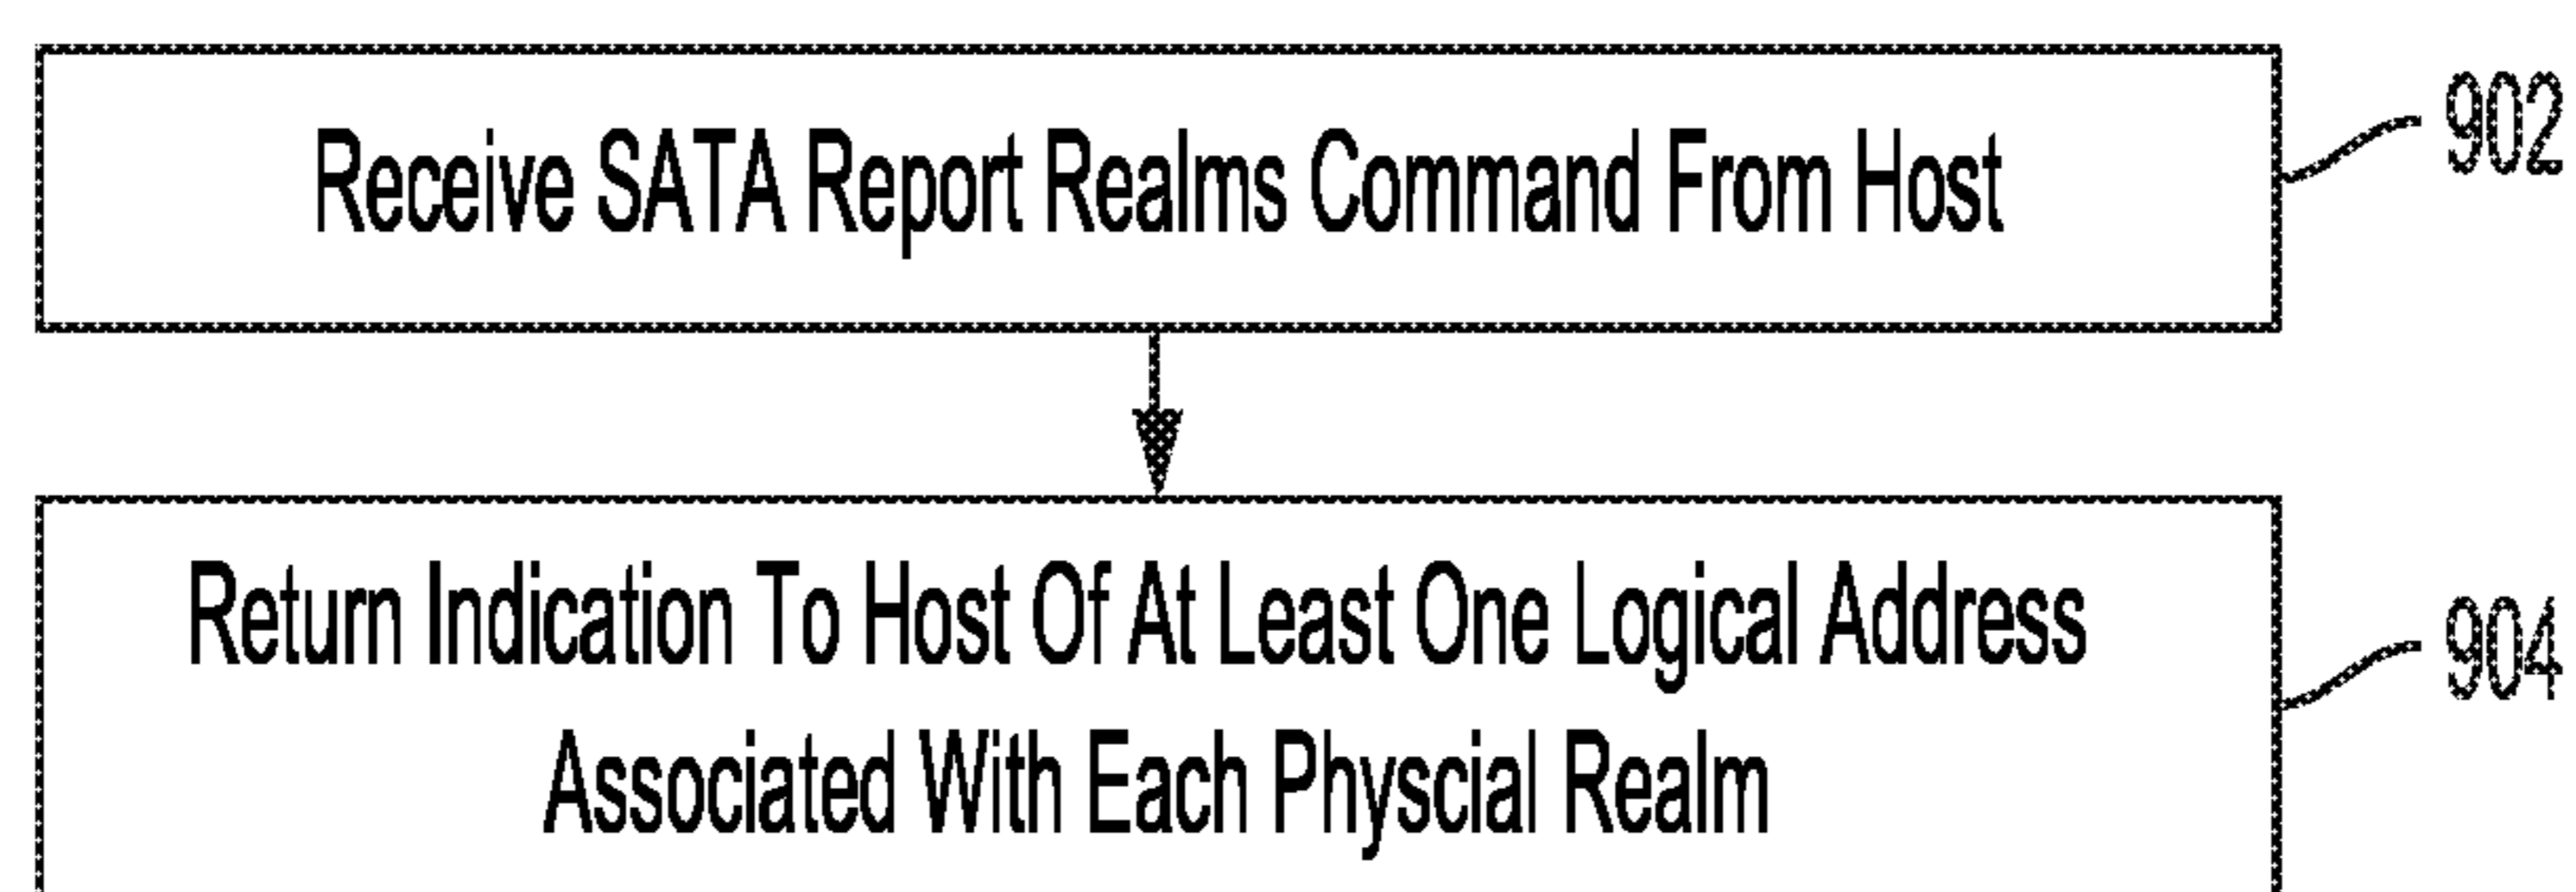 Receive SATA Report Realms Command From Host
902
Return Indication To Host Of At Least One Logical Address
Associated With Each Physcial Realm
904